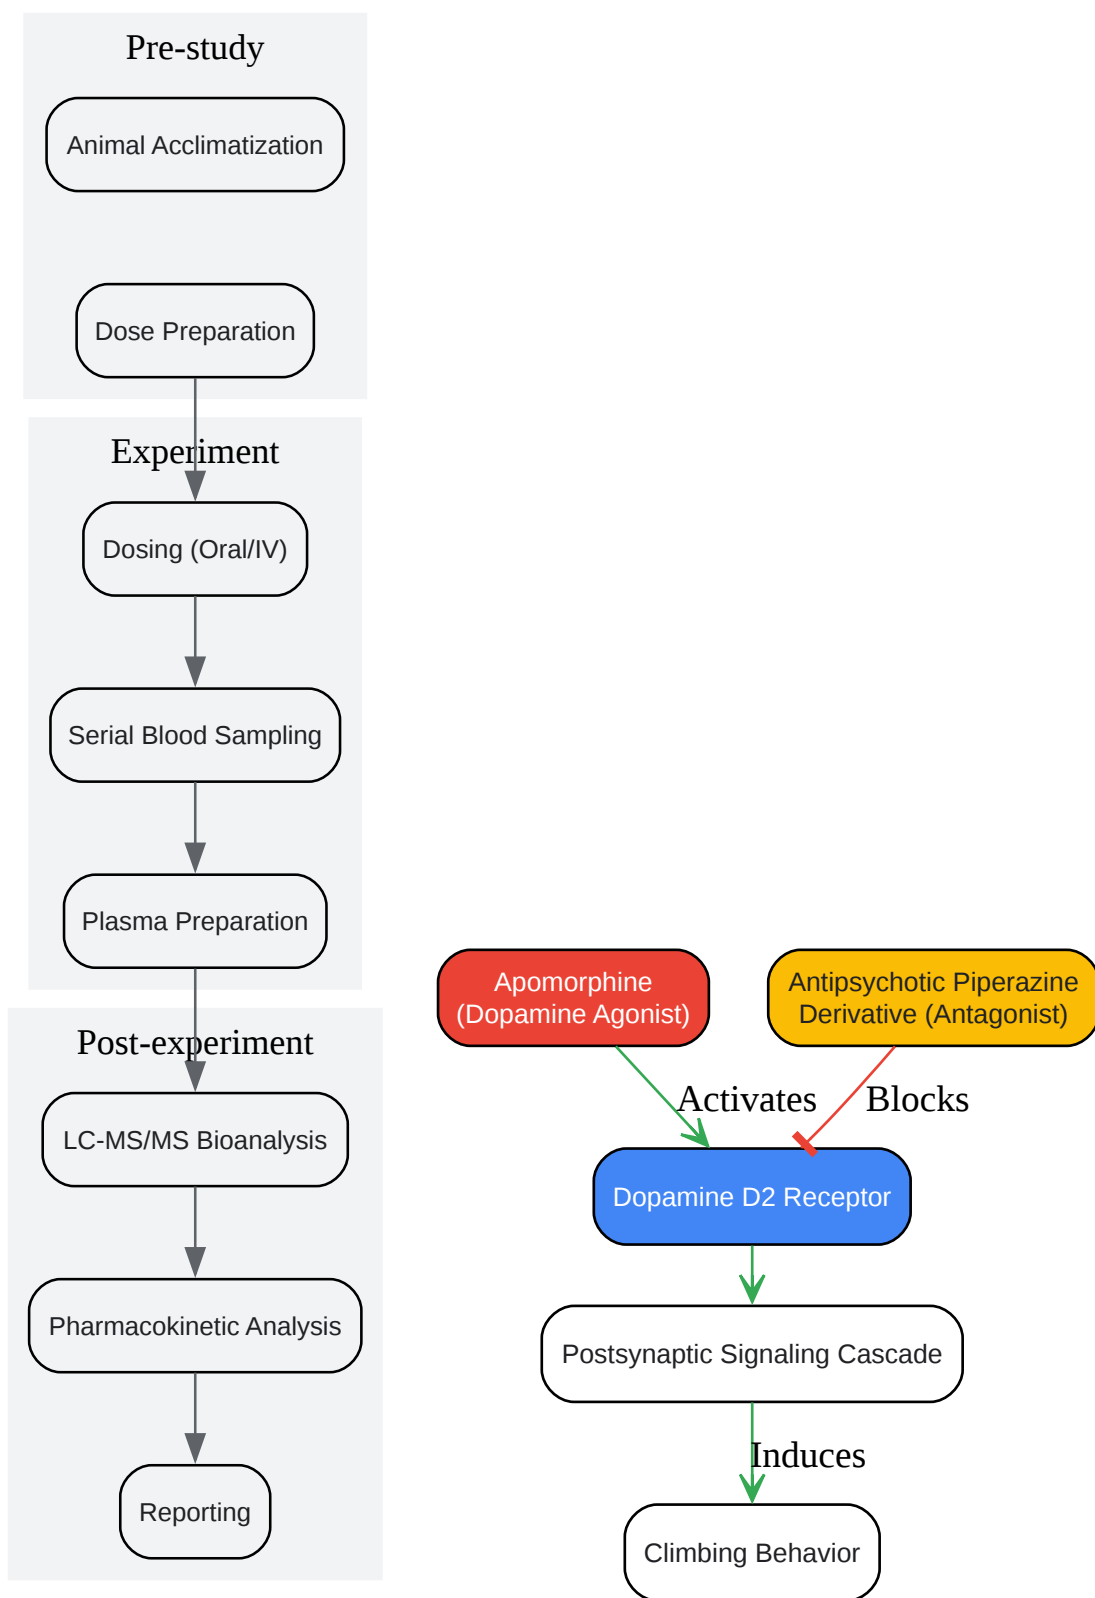 Pre-study
Animal Acclimatization
Dose Preparation
Experiment
Dosing (Oral/IV)
Serial Blood Sampling
Plasma Preparation
Post-experiment
LC-MS/MS Bioanalysis
Pharmacokinetic Analysis
Reporting
Apomorphine
(Dopamine Agonist)
Antipsychotic Piperazine
Derivative (Antagonist)
Activates
Blocks
Dopamine D2 Receptor
Postsynaptic Signaling Cascade
Induces
Climbing Behavior